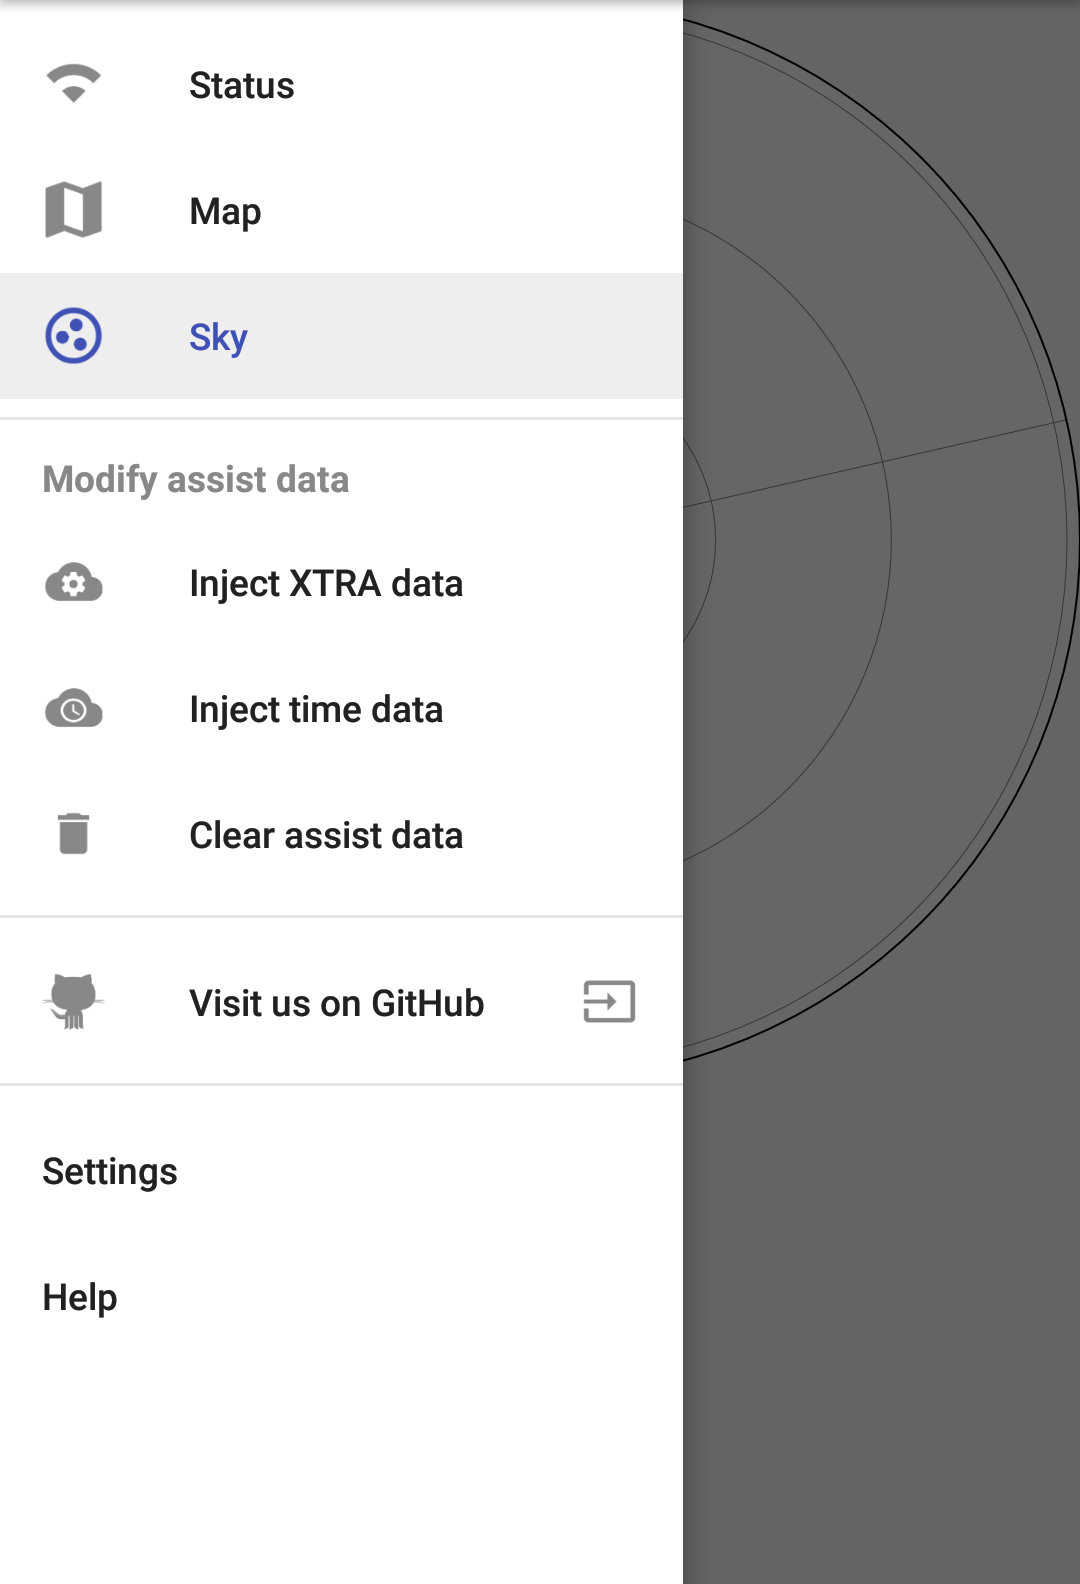 Status
Map
Sky
Modify assist data
Inject XTRA data
Inject time data
Clear assist data
Visit us on GitHub
Settings
Help